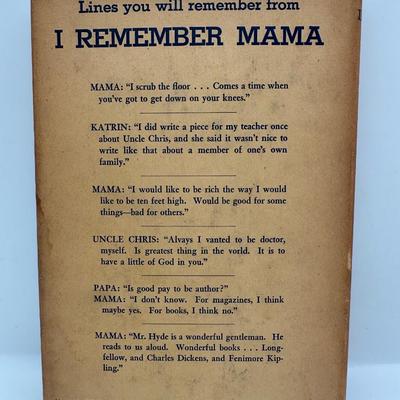 Lines you will remember from
I REMEMBER MAMA
MAMA: "I scrub the floor . . . Comes a time when
you've got to get down on your knees."
KATRIN: "I did write a piece for my teacher once
about Uncle Chris, and she said it wasn't nice to
write like that about a member of one's own
family."
MAMA: "I would like to be rich the way I would
like to be ten feet high. Would be good for some
things—bad for others."
UNCLE CHRIS: "Alvays I vanted to be doctor,
myself. Is greatest thing in the vorld. It is to
have a little of God in you."
PAPA: "Is good pay to be author?"
MAMA: "I don't know. For magazines, I think
maybe yes. For books, I think no."
MAMA: "Mr. Hyde is a wonderful gentleman. He
reads to us aloud. Wonderful books . . . Long-
fellow, and Charles Dickens, and Fenimore Kip-
ling."